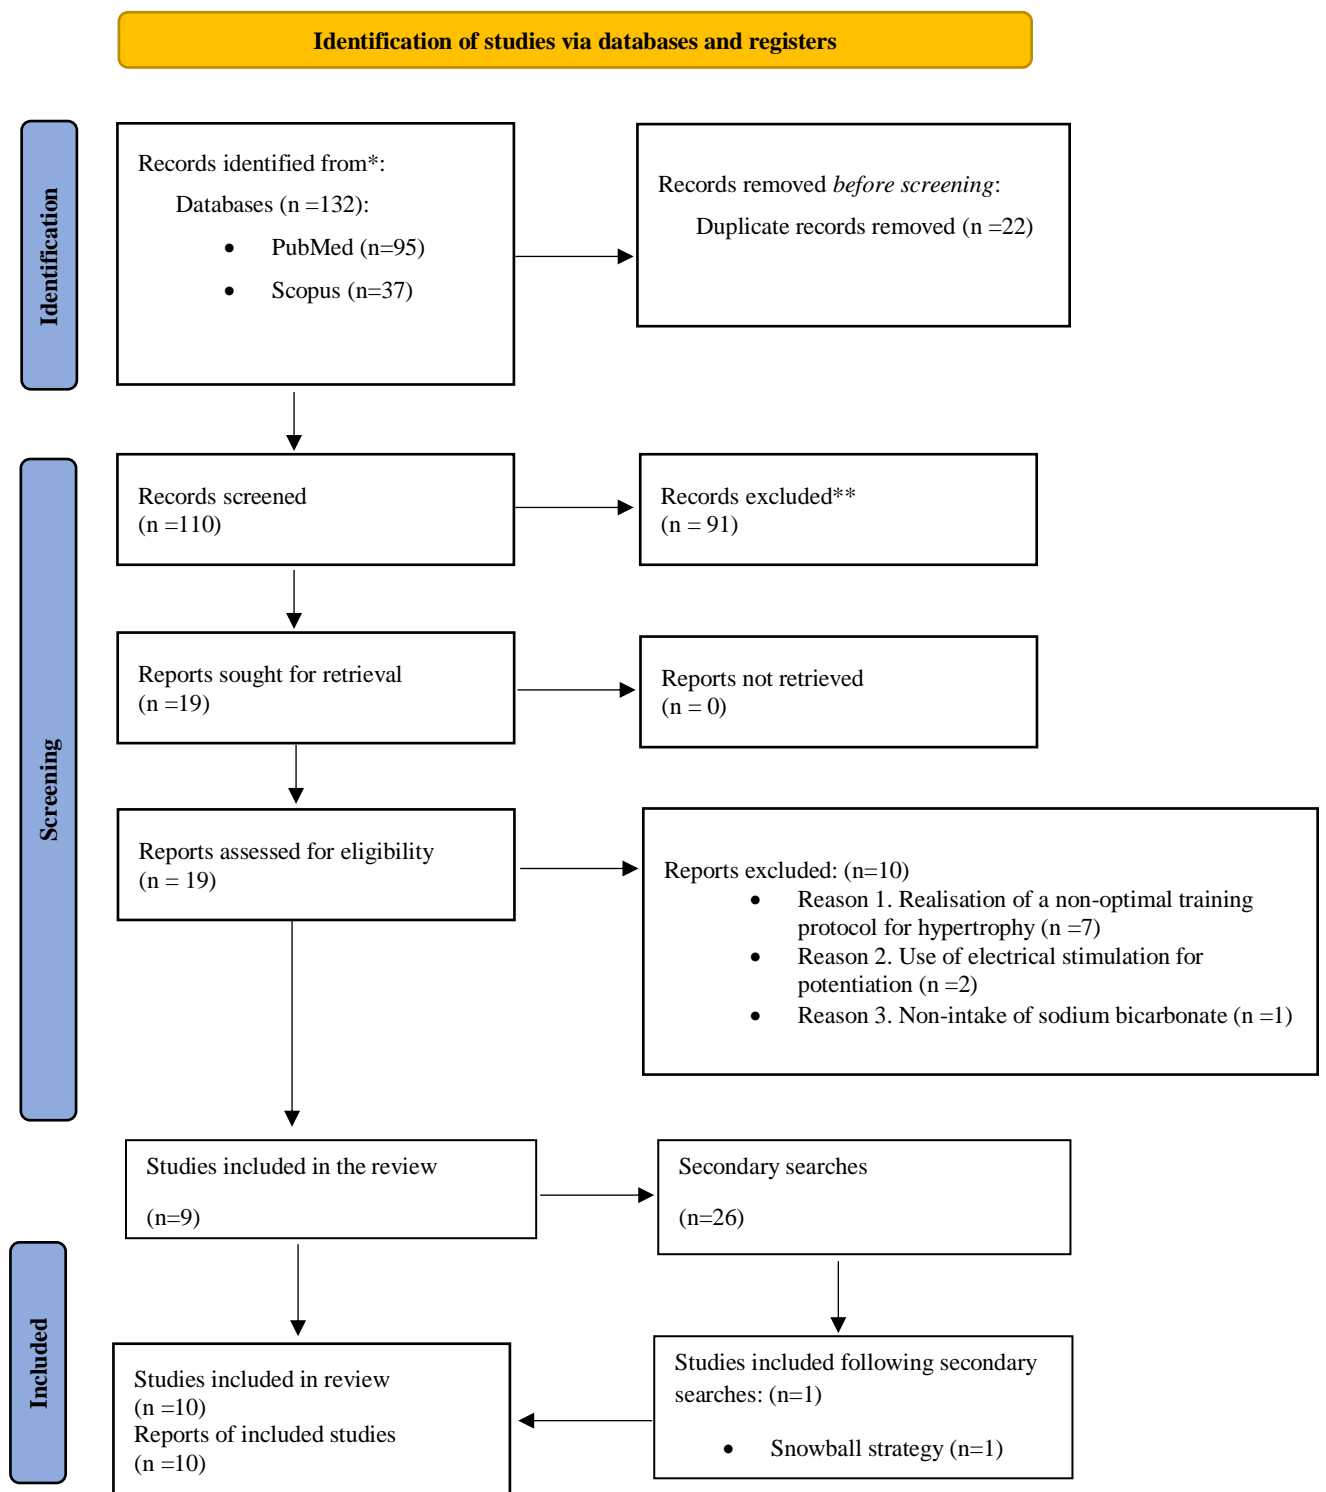 Identification of studies via databases and registers
Identification
Records identified from*:
Databases (n =132):
• PubMed (n=95)
• Scopus (n=37)
Records removed before screening:
Duplicate records removed (n =22)
Screening
Records screened
(n =110)
Records excluded**
(n = 91)
Reports sought for retrieval
(n =19)
Reports not retrieved
(n = 0)
Reports assessed for eligibility
(n = 19)
Reports excluded: (n=10)
• Reason 1. Realisation of a non-optimal training
protocol for hypertrophy (n =7)
• Reason 2. Use of electrical stimulation for
potentiation (n =2)
• Reason 3. Non-intake of sodium bicarbonate (n =1)
Studies included in the review
(n=9)
Secondary searches
(n=26)
Included
Studies included in review
(n =10)
Reports of included studies
(n =10)
Studies included following secondary
searches: (n=1)
• Snowball strategy (n=1)